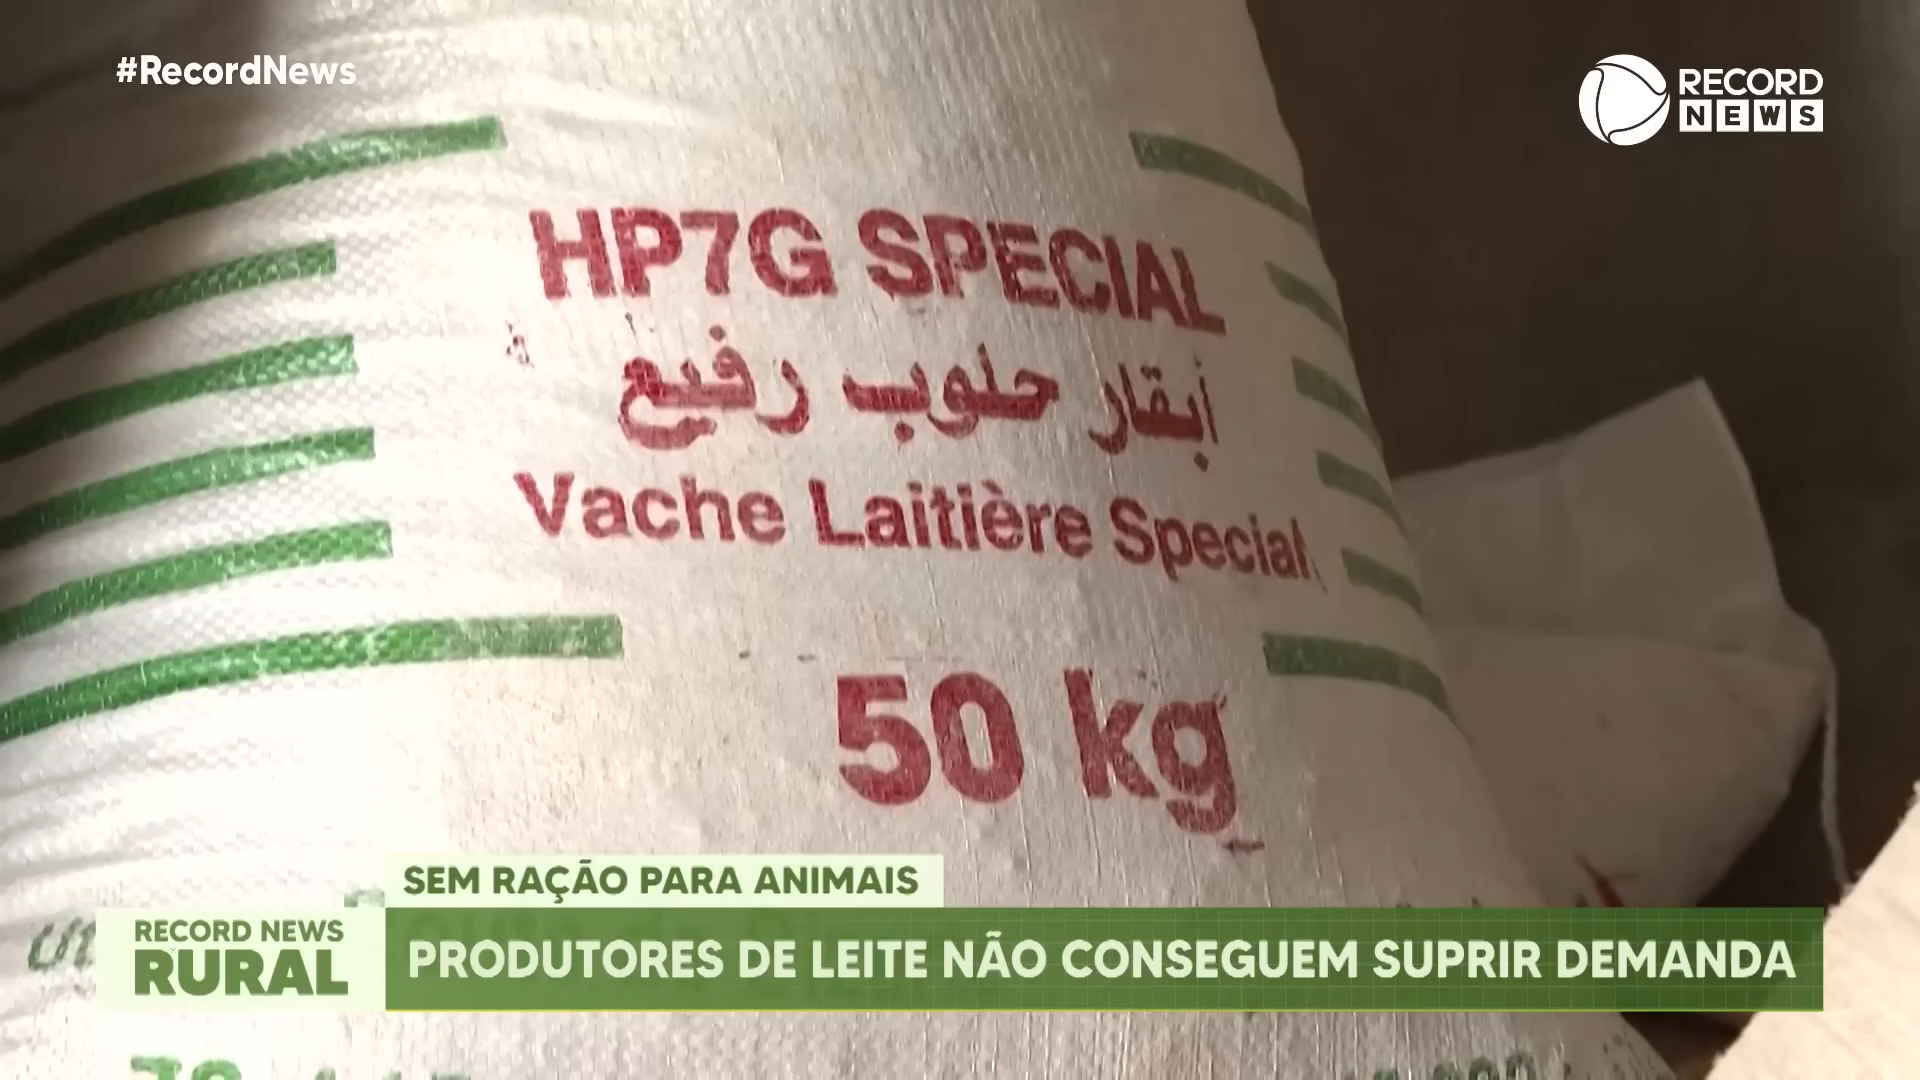 #RecordNews
RECORD
NEWS
HP7G SPECIAL
أبقار حلوب رفيع
Vache Laitière Special
50 kg
SEM RAÇÃO PARA ANIMAIS
RECORD NEWS
RURAL
PRODUTORES DE LEITE NÃO CONSEGUEM SUPRIR DEMANDA